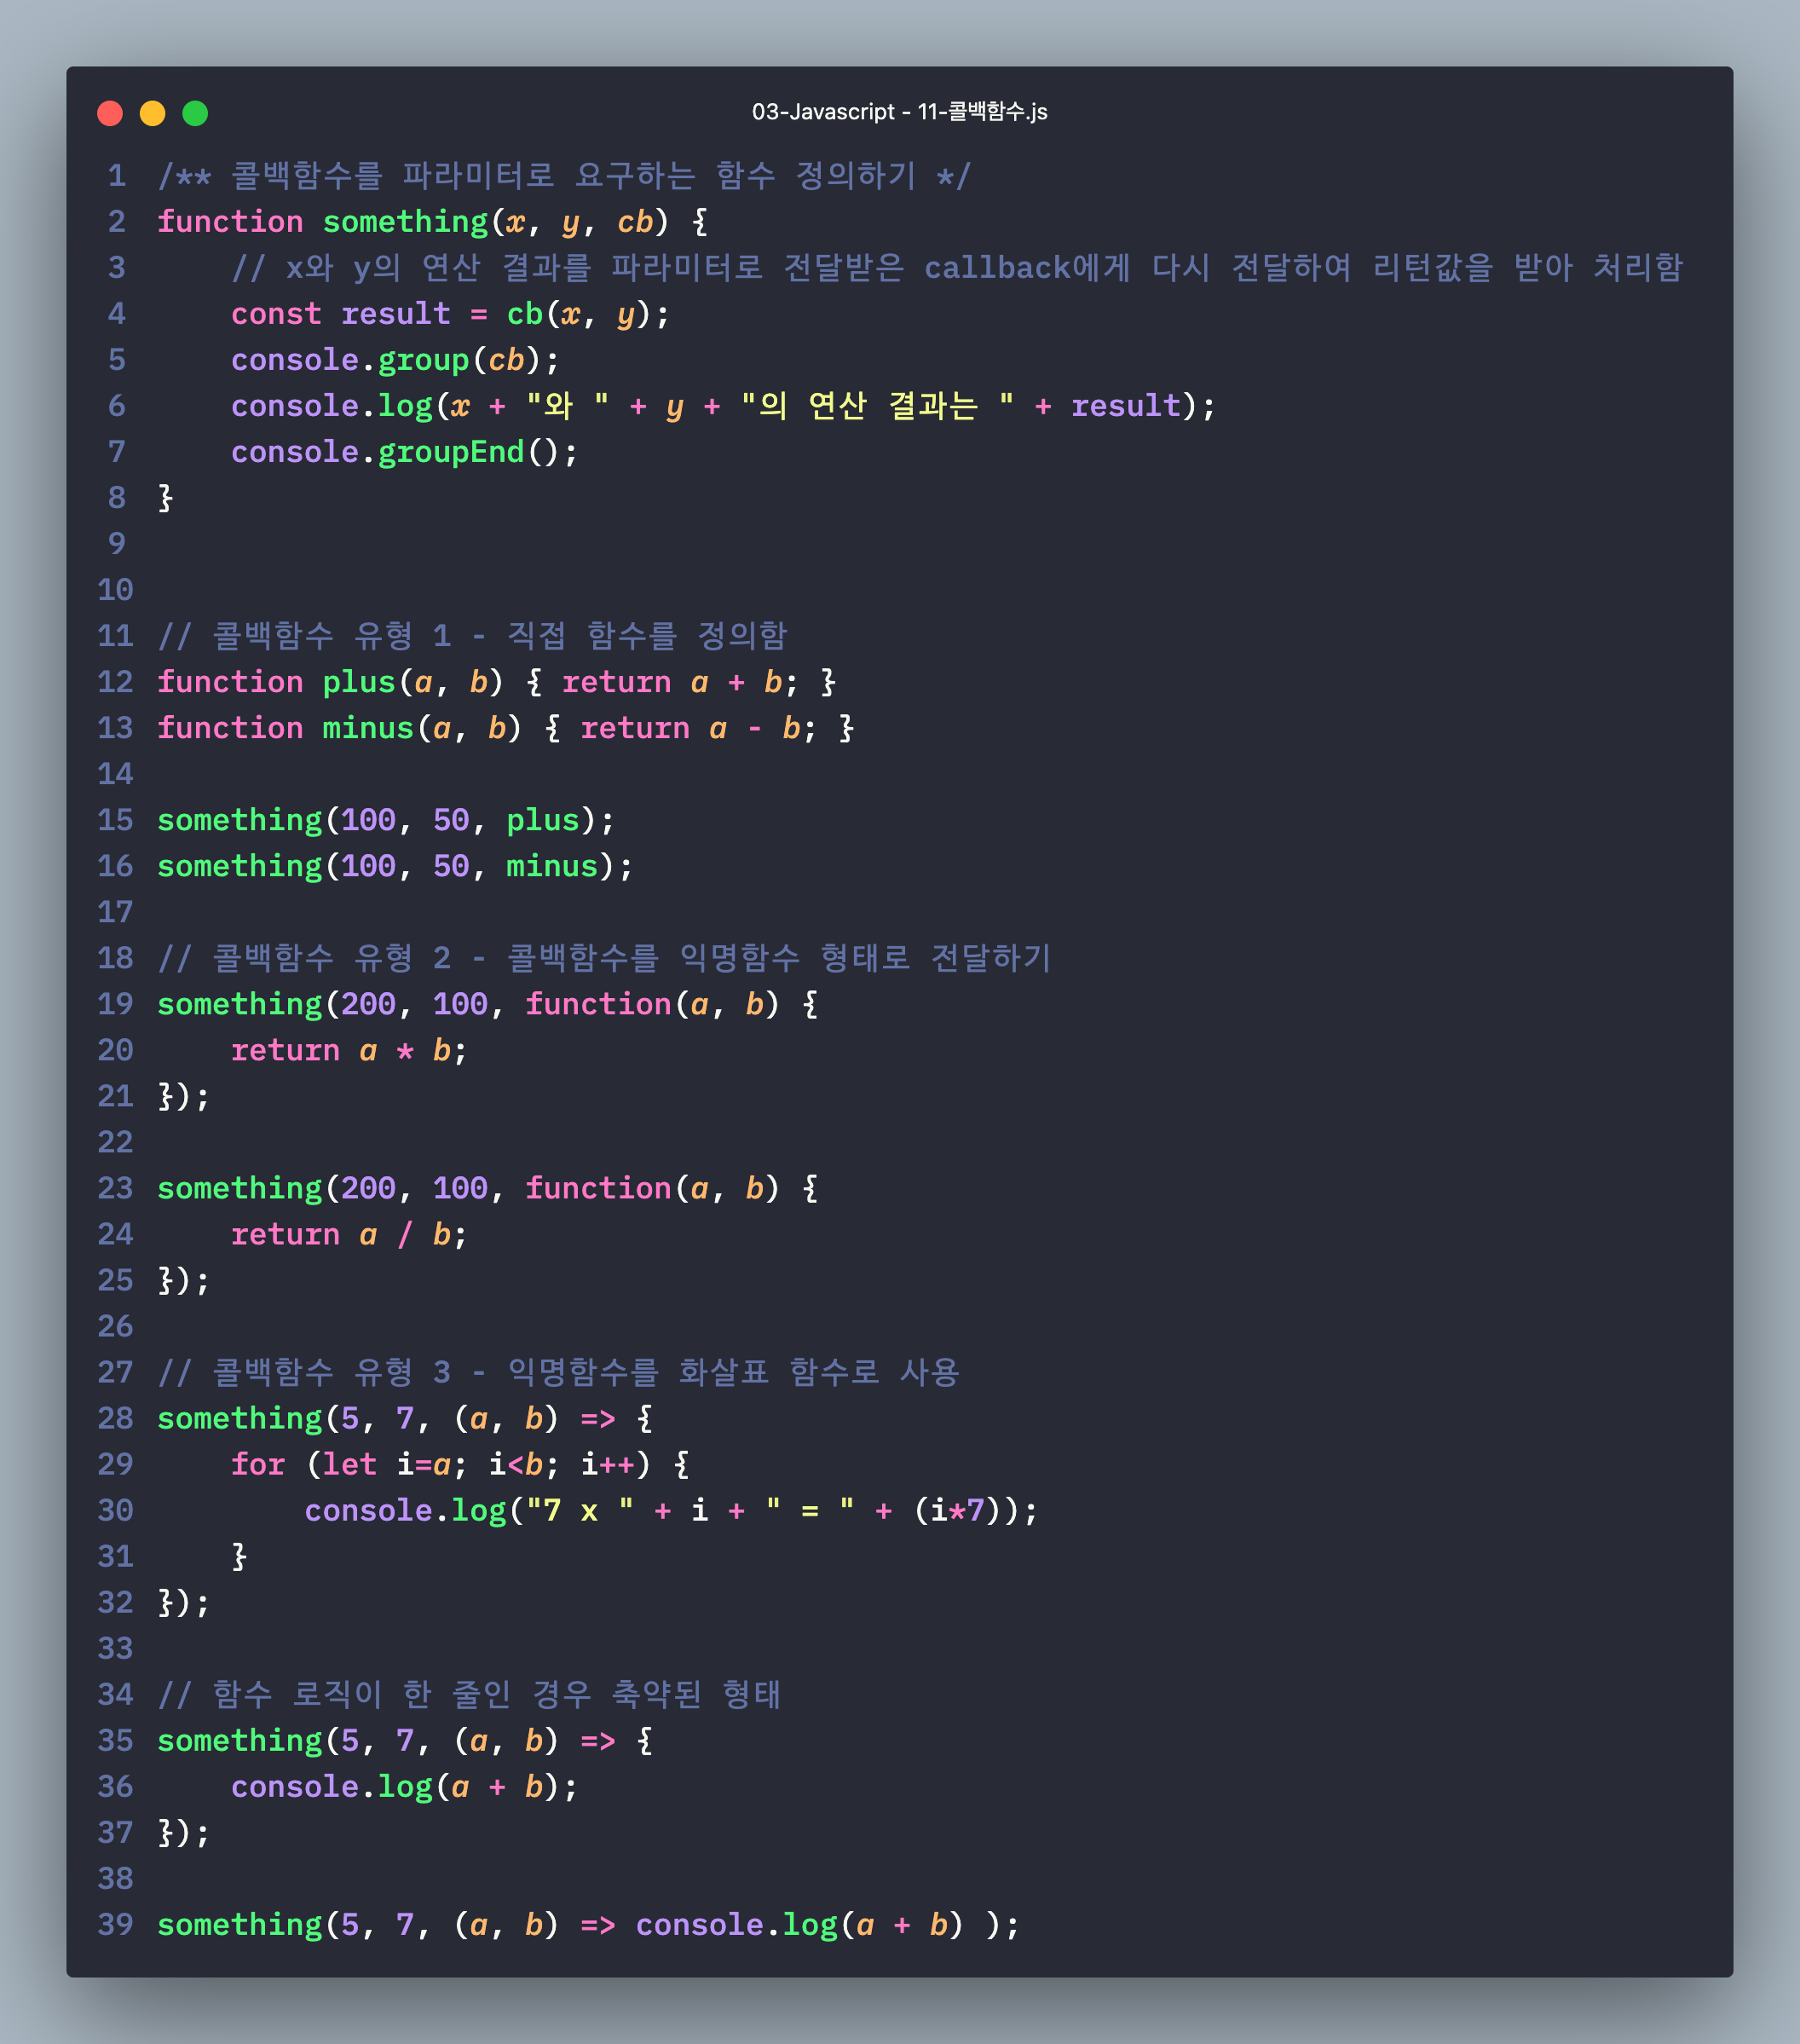 03-Javascript - 11-콜백함수.js
1 /** 콜백함수를 파라미터로 요구하는 함수 정의하기 */
2 function something(x, y, cb) {
3     // x와 y의 연산 결과를 파라미터로 전달받은 callback에게 다시 전달하여 리턴값을 받아 처리함
4     const result = cb(x, y);
5     console.group(cb);
6     console.log(x + "와 " + y + "의 연산 결과는 " + result);
7     console.groupEnd();
8 }
9
10
11 // 콜백함수 유형 1 - 직접 함수를 정의함
12 function plus(a, b) { return a + b; }
13 function minus(a, b) { return a - b; }
14
15 something(100, 50, plus);
16 something(100, 50, minus);
17
18 // 콜백함수 유형 2 - 콜백함수를 익명함수 형태로 전달하기
19 something(200, 100, function(a, b) {
20     return a * b;
21 });
22
23 something(200, 100, function(a, b) {
24     return a / b;
25 });
26
27 // 콜백함수 유형 3 - 익명함수를 화살표 함수로 사용
28 something(5, 7, (a, b) => {
29     for (let i=a; i<b; i++) {
30         console.log("7 x " + i + " = " + (i*7));
31     }
32 });
33
34 // 함수 로직이 한 줄인 경우 축약된 형태
35 something(5, 7, (a, b) => {
36     console.log(a + b);
37 });
38
39 something(5, 7, (a, b) => console.log(a + b) );